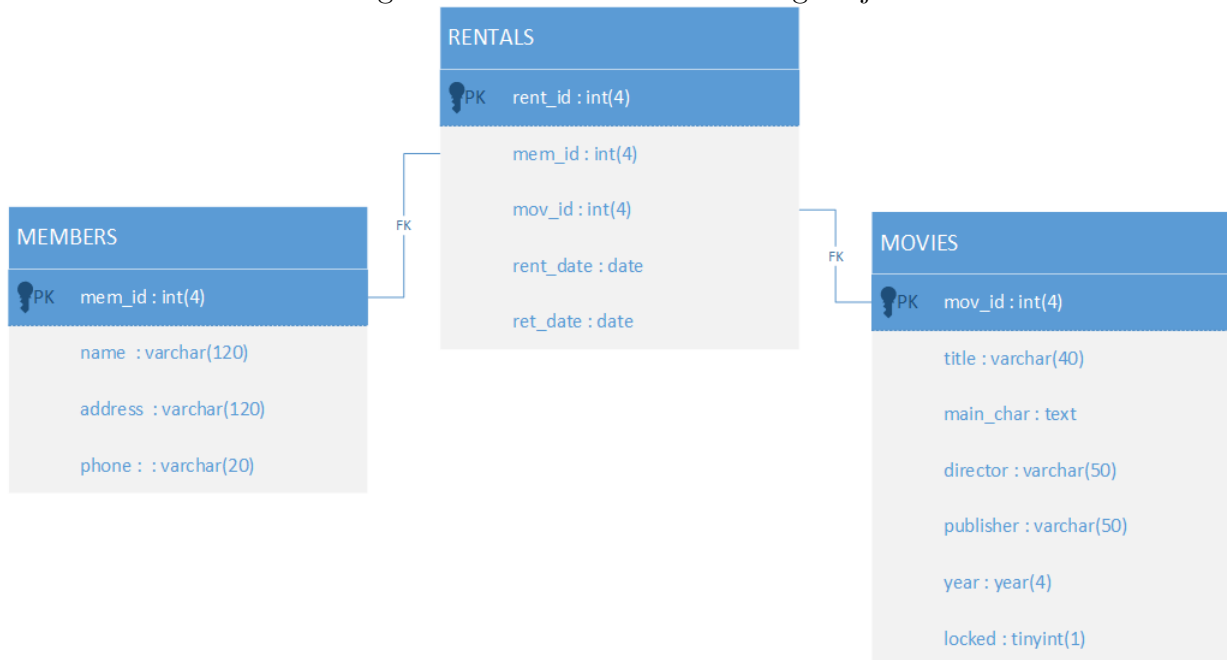 RENTALS
PK rent_id : int(4)
mem_id : int(4)
mov_id : int(4)
rent_date : date
ret_date : date
FK
MEMBERS
PK mem_id : int(4)
name : varchar(120)
address : varchar(120)
phone : : varchar(20)
FK
MOVIES
PK mov_id : int(4)
title : varchar(40)
main_char : text
director : varchar(50)
publisher : varchar(50)
year : year(4)
locked : tinyint(1)